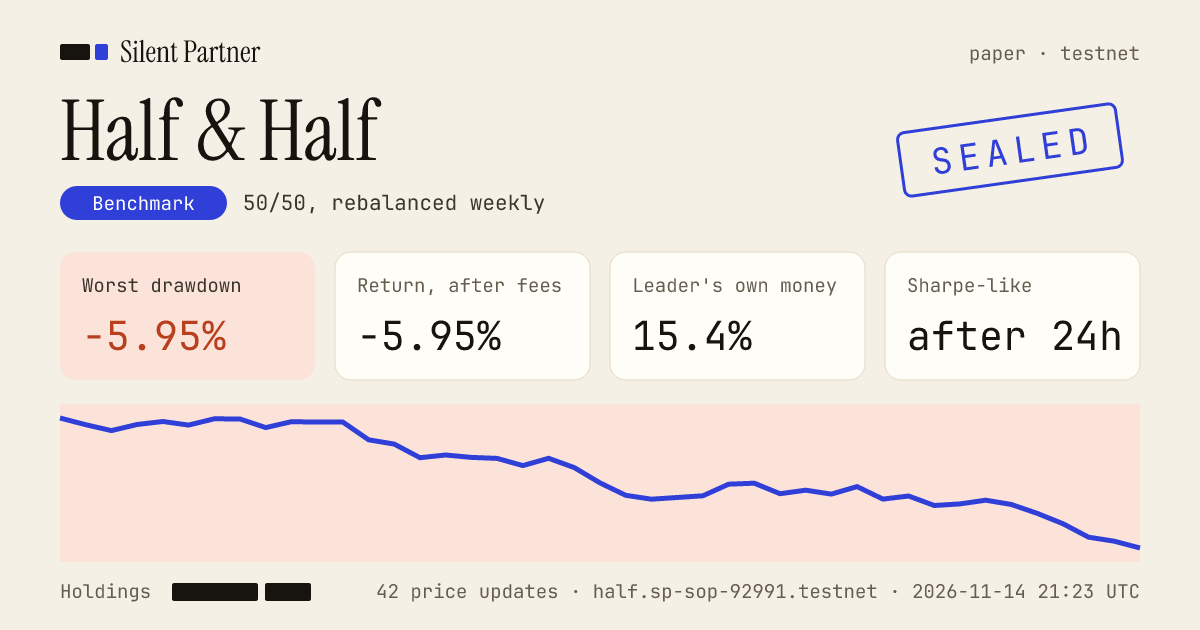 Silent Partner
paper · testnet
Half & Half
SEALED
Benchmark
50/50, rebalanced weekly
Worst drawdown
-5.95%
Return, after fees
-5.95%
Leader's own money
15.4%
Sharpe-like
after 24h
Holdings
42 price updates · half.sp-sop-92991.testnet · 2026-11-14 21:23 UTC